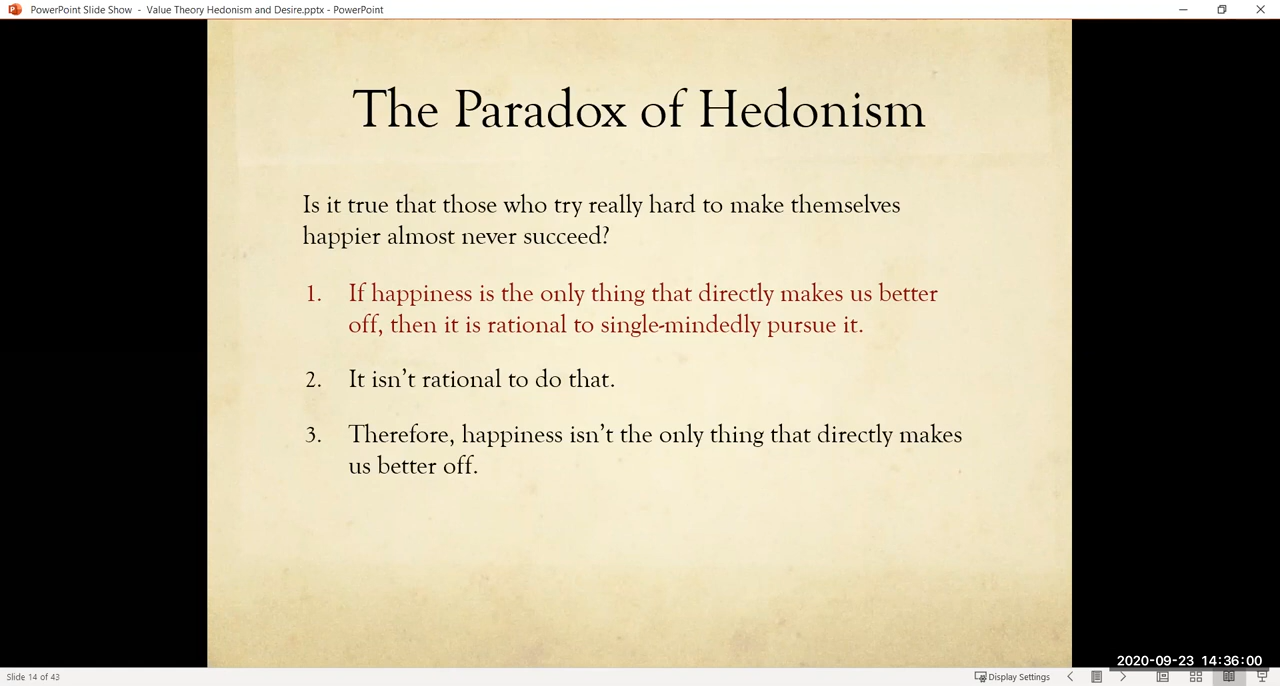 PowerPoint Slide Show - Value Theory Hedonism and Desire.pptx - PowerPoint
The Paradox of Hedonism
Is it true that those who try really hard to make themselves
happier almost never succeed?
1. If happiness is the only thing that directly makes us better
off, then it is rational to single-mindedly pursue it.
2. It isn't rational to do that.
3. Therefore, happiness isn't the only thing that directly makes
us better off.
2020-09-23 14:36:00
Slide 14 of 43
Display Settings